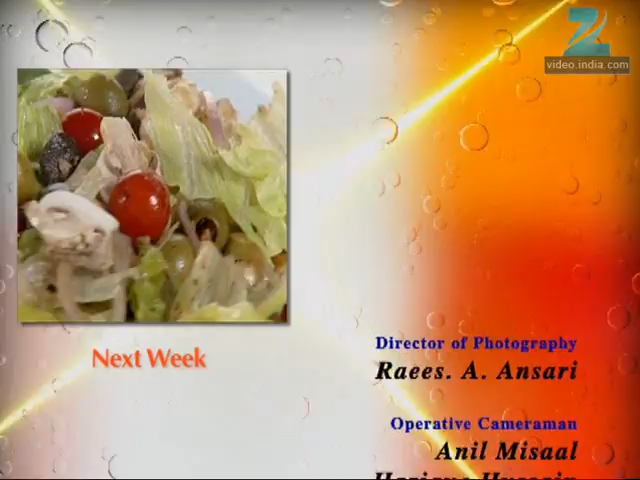 video.india.com
Next Week
Director of Photography
Raees. A. Ansari
Operative Cameraman
Anil Misaal